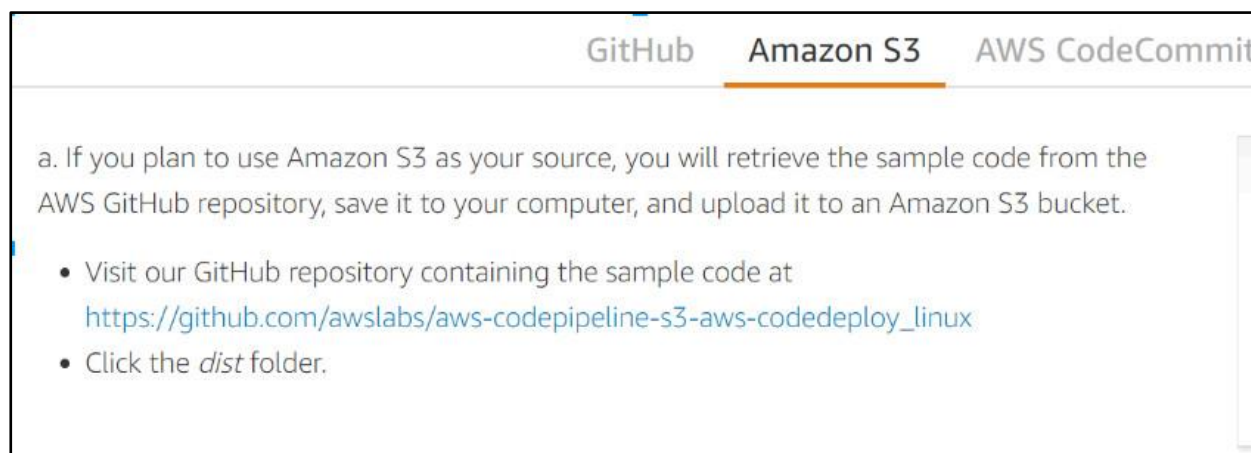 GitHub Amazon S3 AWS CodeCommit
a. If you plan to use Amazon S3 as your source, you will retrieve the sample code from the
AWS GitHub repository, save it to your computer, and upload it to an Amazon S3 bucket.
• Visit our GitHub repository containing the sample code at
https://github.com/awslabs/aws-codepipeline-s3-aws-codedeploy_linux
• Click the dist folder.